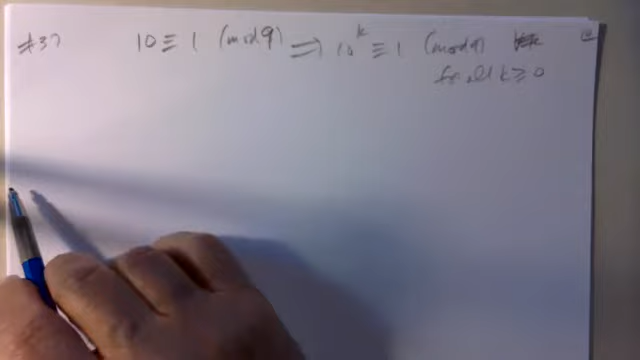 #37 10 ≡ 1 (mod 9) ⟹ 10^k ≡ 1 (mod 9)
for all k ≥ 0